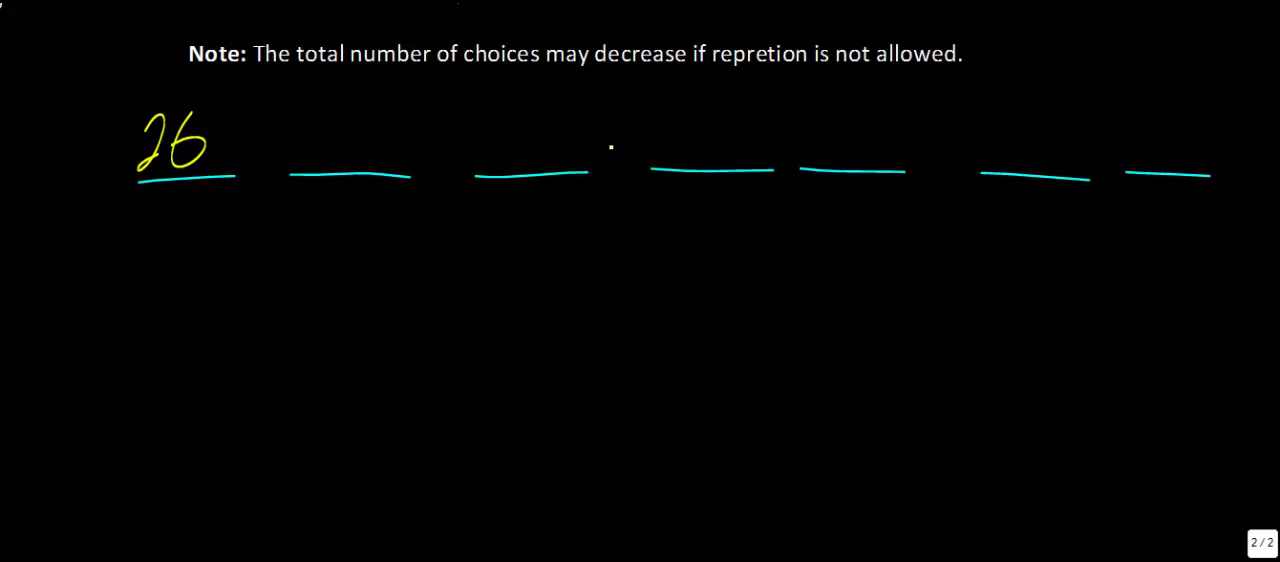 Note: The total number of choices may decrease if repretion is not allowed.
26
2 / 2